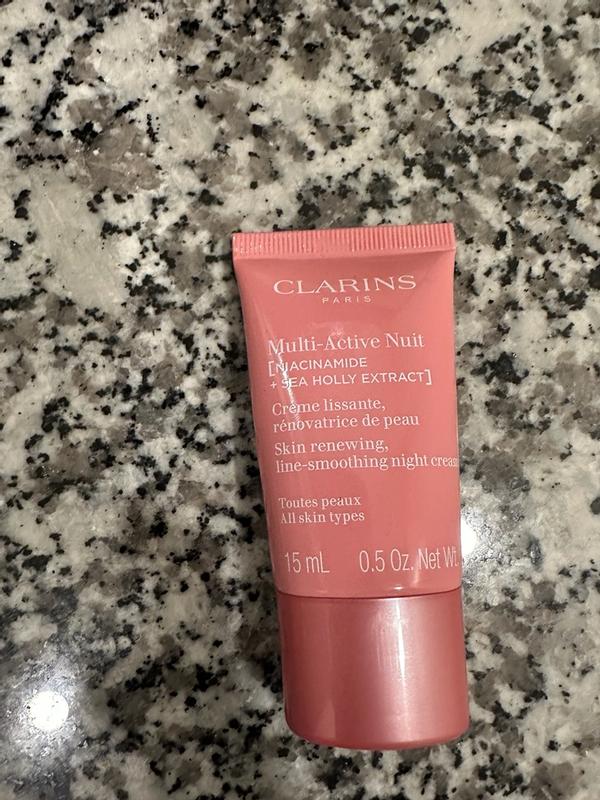 CLARINS
PARIS
Multi-Active Nuit
[NIACINAMIDE
+ SEA HOLLY EXTRACT]
Crème lissante,
rénovatrice de peau
Skin renewing,
line-smoothing night cream
Toutes peaux
All skin types
15 mL 0.5 Oz. Net Wt.